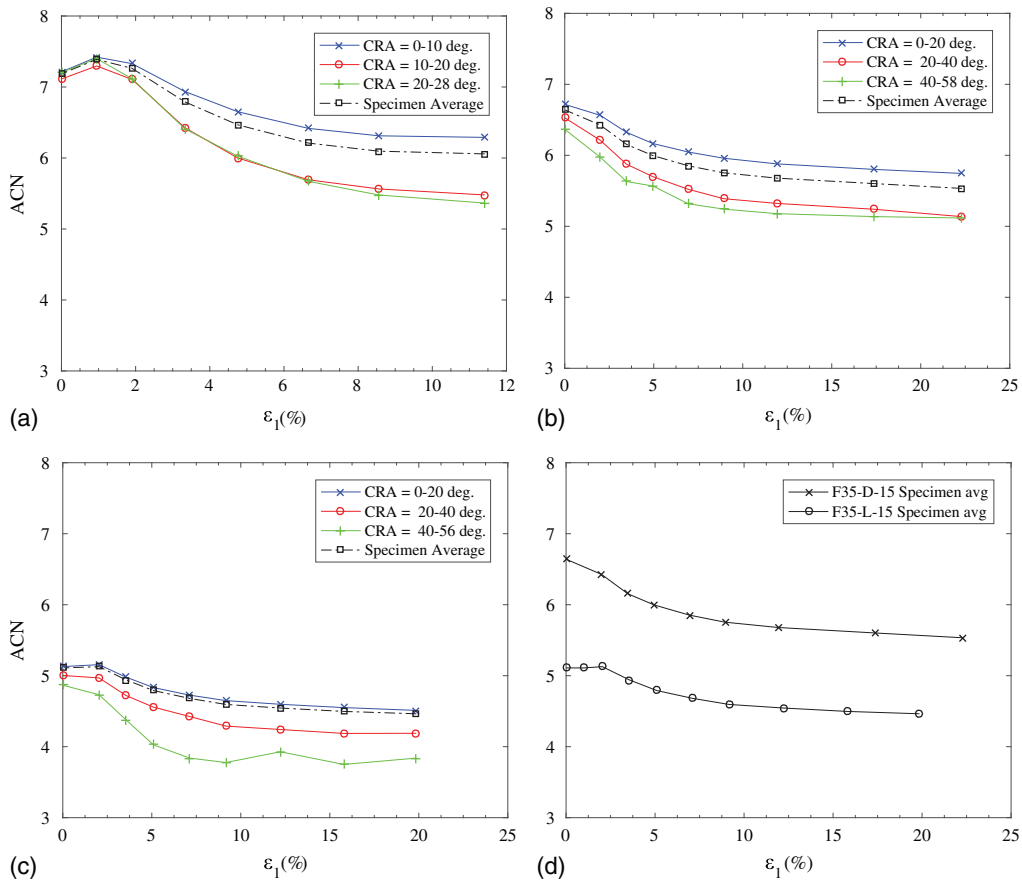 8
7
6
5
4
3
ACN
0
2
4
6
8
10
12
ε1(%)
CRA = 0-10 deg.
CRA = 10-20 deg.
CRA = 20-28 deg.
Specimen Average
(a)
8
7
6
5
4
3
0
5
10
15
20
25
ε1(%)
CRA = 0-20 deg.
CRA = 20-40 deg.
CRA = 40-58 deg.
Specimen Average
(b)
8
7
6
5
4
3
ACN
0
5
10
15
20
25
ε1(%)
CRA = 0-20 deg.
CRA = 20-40 deg.
CRA = 40-56 deg.
Specimen Average
(c)
8
7
6
5
4
3
0
5
10
15
20
25
ε1(%)
F35-D-15 Specimen avg
F35-L-15 Specimen avg
(d)